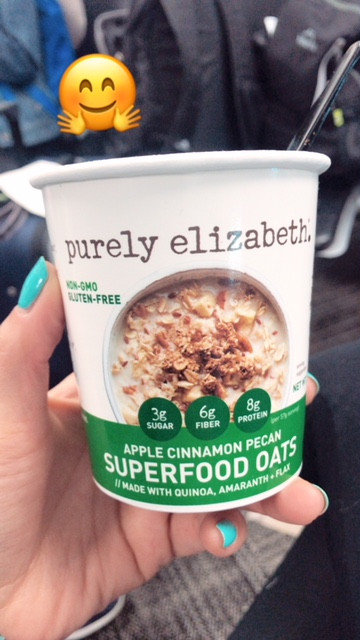 purely elizabeth.
NON-GMO
GLUTEN-FREE
3g
SUGAR
6g
FIBER
8g
PROTEIN
APPLE CINNAMON PECAN
SUPERFOOD OATS
// MADE WITH QUINOA, AMARANTH + FLAX